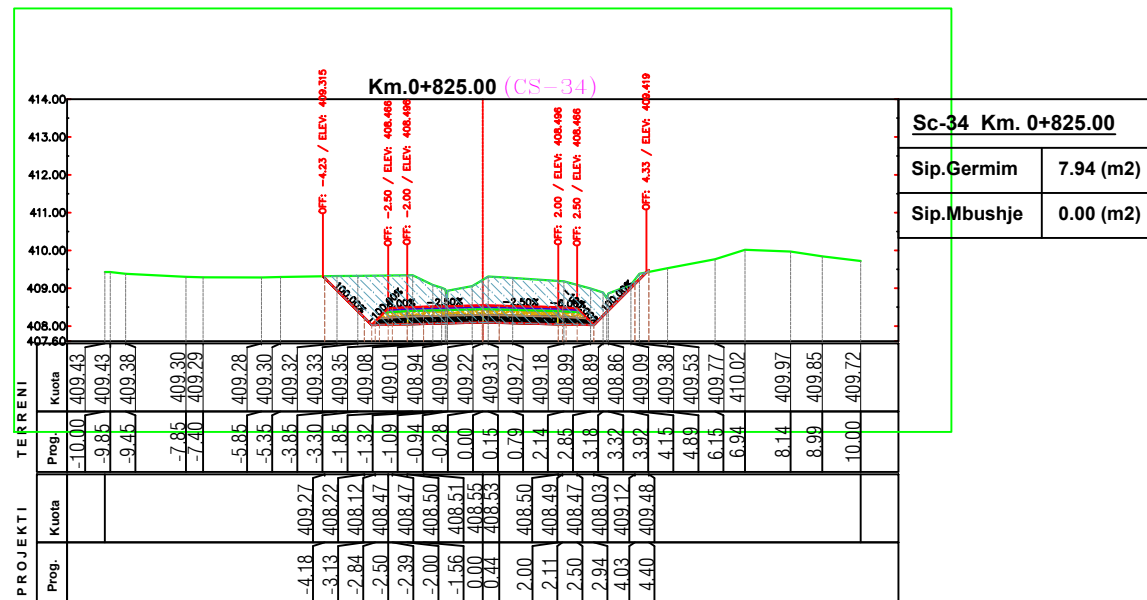 Km.0+825.00 (CS-34)
OFF: -4.23 / ELEV: 409.315
OFF: -2.50 / ELEV: 408.466
OFF: -2.00 / ELEV: 408.496
OFF: 2.00 / ELEV: 408.496
OFF: 2.50 / ELEV: 408.466
OFF: 4.33 / ELEV: 409.419
414.00
413.00
412.00
411.00
410.00
409.00
408.00
407.60
100.00%
-2.50%
-2.50%
100.00%
Sc-34 Km. 0+825.00
Sip.Germim 7.94 (m2)
Sip.Mbushje 0.00 (m2)
TERRENI
Kuota 409.43 409.43 409.38 409.30 409.29 409.28 409.30 409.32 409.33 409.35 409.08 409.01 408.94 409.06 409.22 409.31 409.27 409.18 408.99 408.89 408.86 409.09 409.38 409.53 409.77 410.02 409.97 409.85 409.72
Prog. -10.00 -9.85 -9.45 -7.85 -7.40 -5.85 -5.35 -3.85 -3.30 -1.85 -1.32 -1.09 -0.94 -0.28 0.00 0.15 0.79 2.14 2.85 3.18 3.32 3.92 4.15 4.89 6.15 6.94 8.14 8.99 10.00
PROJEKTI
Kuota 409.27 408.22 408.12 408.47 408.47 408.50 408.51 408.55 408.53 408.50 408.49 408.47 408.03 409.12 409.48
Prog. -4.18 -3.13 -2.84 -2.50 -2.39 -2.00 -1.56 0.00 0.44 2.00 2.11 2.50 2.94 4.03 4.40